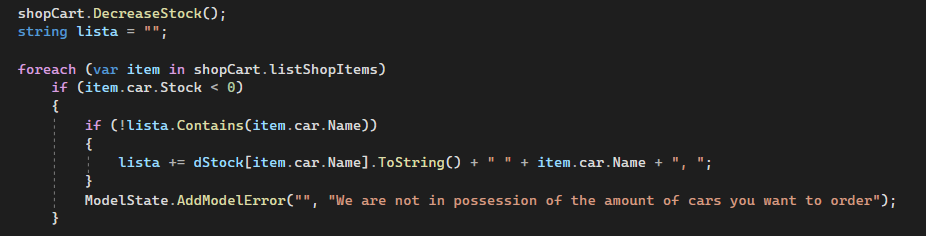 shopCart.DecreaseStock();
string lista = "";
foreach (var item in shopCart.listShopItems)
if (item.car.Stock < 0)
{
if (!lista.Contains(item.car.Name))
{
lista += dStock[item.car.Name].ToString() + " " + item.car.Name + ", ";
}
ModelState.AddModelError("", "We are not in possession of the amount of cars you want to order");
}